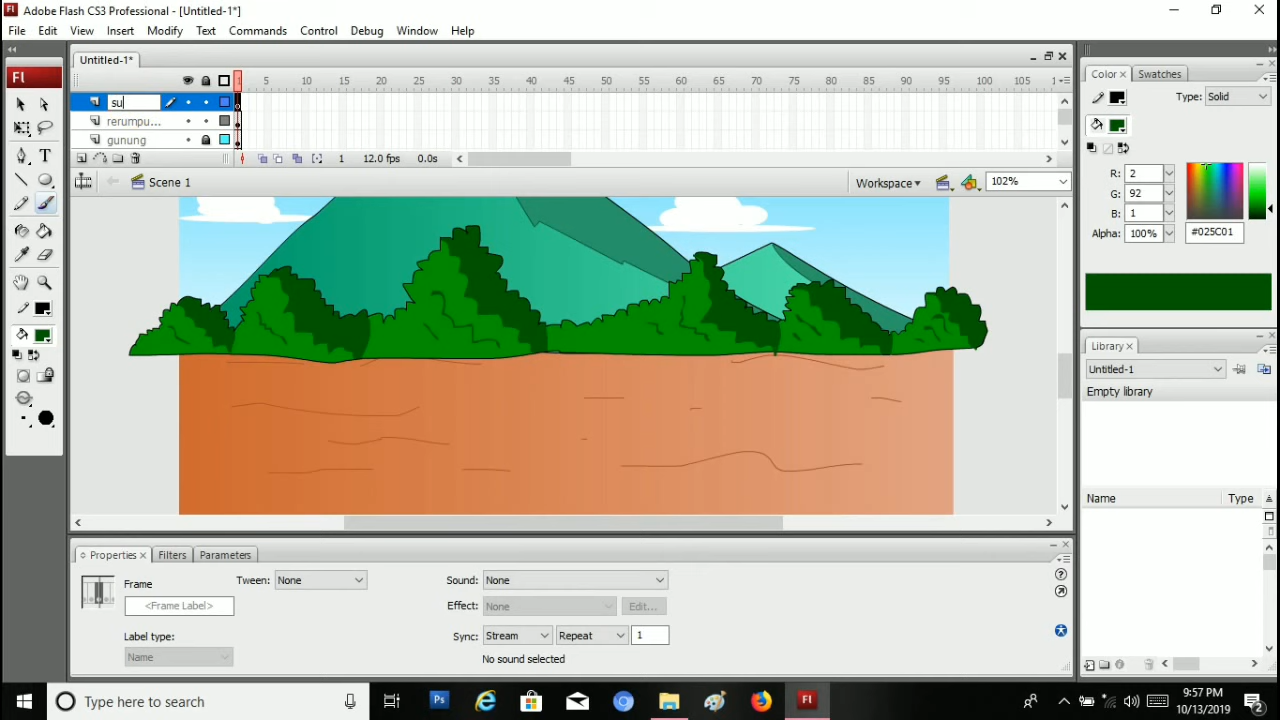 Adobe Flash CS3 Professional - [Untitled-1*]
File Edit View Insert Modify Text Commands Control Debug Window Help
Fl
Untitled-1*
1 5 10 15 20 25 30 35 40 45 50 55 60 65 70 75 80 85 90 95 100 105
su
rerumpu...
gunung
1 12.0 fps 0.0s
Scene 1 Workspace 102%
Color Swatches
Type: Solid
R: 2
G: 92
B: 1
Alpha: 100% #025C01
Library
Untitled-1
Empty library
Name Type
Properties Filters Parameters
Frame Tween: None Sound: None
<Frame Label> Effect: None Edit...
Label type: Sync: Stream Repeat 1
Name No sound selected
Type here to search
Ps Fl
9:57 PM
10/13/2019
2